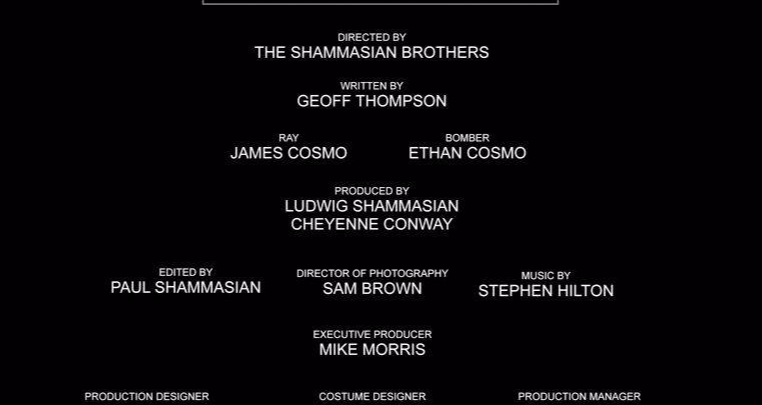 DIRECTED BY
THE SHAMMASIAN BROTHERS
WRITTEN BY
GEOFF THOMPSON
RAY BOMBER
JAMES COSMO ETHAN COSMO
PRODUCED BY
LUDWIG SHAMMASIAN
CHEYENNE CONWAY
EDITED BY DIRECTOR OF PHOTOGRAPHY MUSIC BY
PAUL SHAMMASIAN SAM BROWN STEPHEN HILTON
EXECUTIVE PRODUCER
MIKE MORRIS
PRODUCTION DESIGNER COSTUME DESIGNER PRODUCTION MANAGER